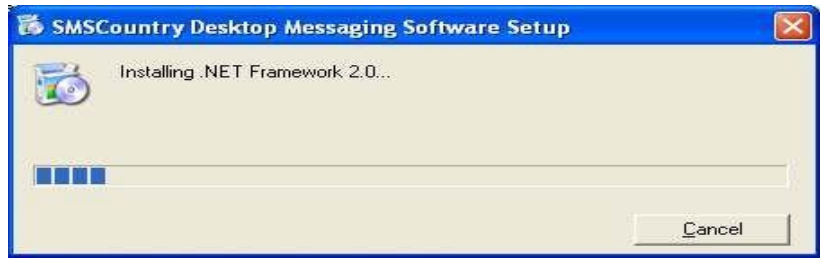 SMSCountry Desktop Messaging Software Setup
Installing .NET Framework 2.0...
Cancel